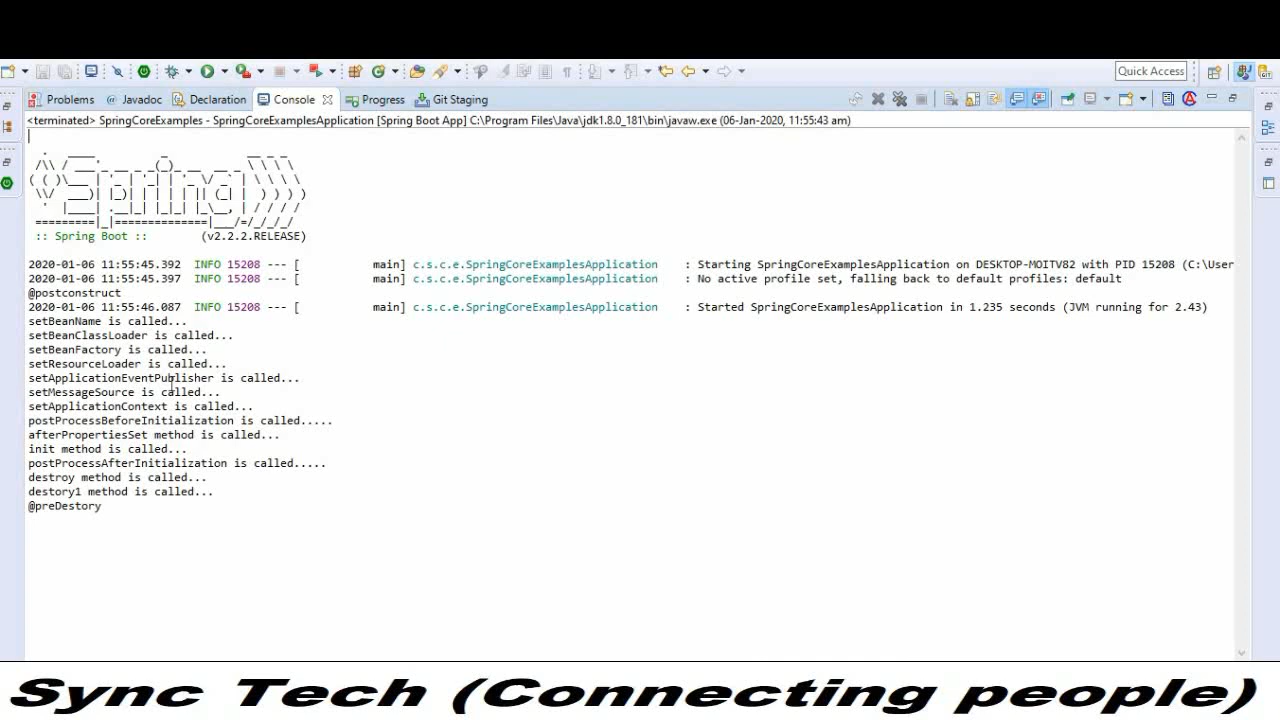 Quick Access
Problems @ Javadoc Declaration Console Progress Git Staging
<terminated> SpringCoreExamples - SpringCoreExamplesApplication [Spring Boot App] C:\Program Files\Java\jdk1.8.0_181\bin\javaw.exe (06-Jan-2020, 11:55:43 am)
Spring
:: Spring Boot :: (v2.2.2.RELEASE)
2020-01-06 11:55:45.392 INFO 15208 --- [ main] c.s.c.e.SpringCoreExamplesApplication : Starting SpringCoreExamplesApplication on DESKTOP-MOITV82 with PID 15208 (C:\User
2020-01-06 11:55:45.397 INFO 15208 --- [ main] c.s.c.e.SpringCoreExamplesApplication : No active profile set, falling back to default profiles: default
@postconstruct
2020-01-06 11:55:46.087 INFO 15208 --- [ main] c.s.c.e.SpringCoreExamplesApplication : Started SpringCoreExamplesApplication in 1.235 seconds (JVM running for 2.43)
setBeanName is called...
setBeanClassLoader is called...
setBeanFactory is called...
setResourceLoader is called...
setApplicationEventPublisher is called...
setMessageSource is called...
setApplicationContext is called...
postProcessBeforeInitialization is called.....
afterPropertiesSet method is called...
init method is called...
postProcessAfterInitialization is called.....
destroy method is called...
destory1 method is called...
@preDestory
Sync Tech (Connecting people)